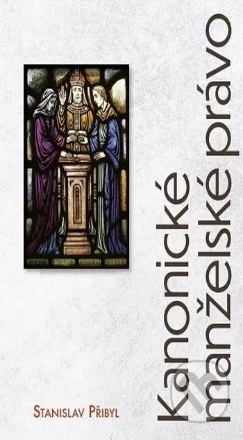 Kanonické
manželské právo
STANISLAV PŘIBYL